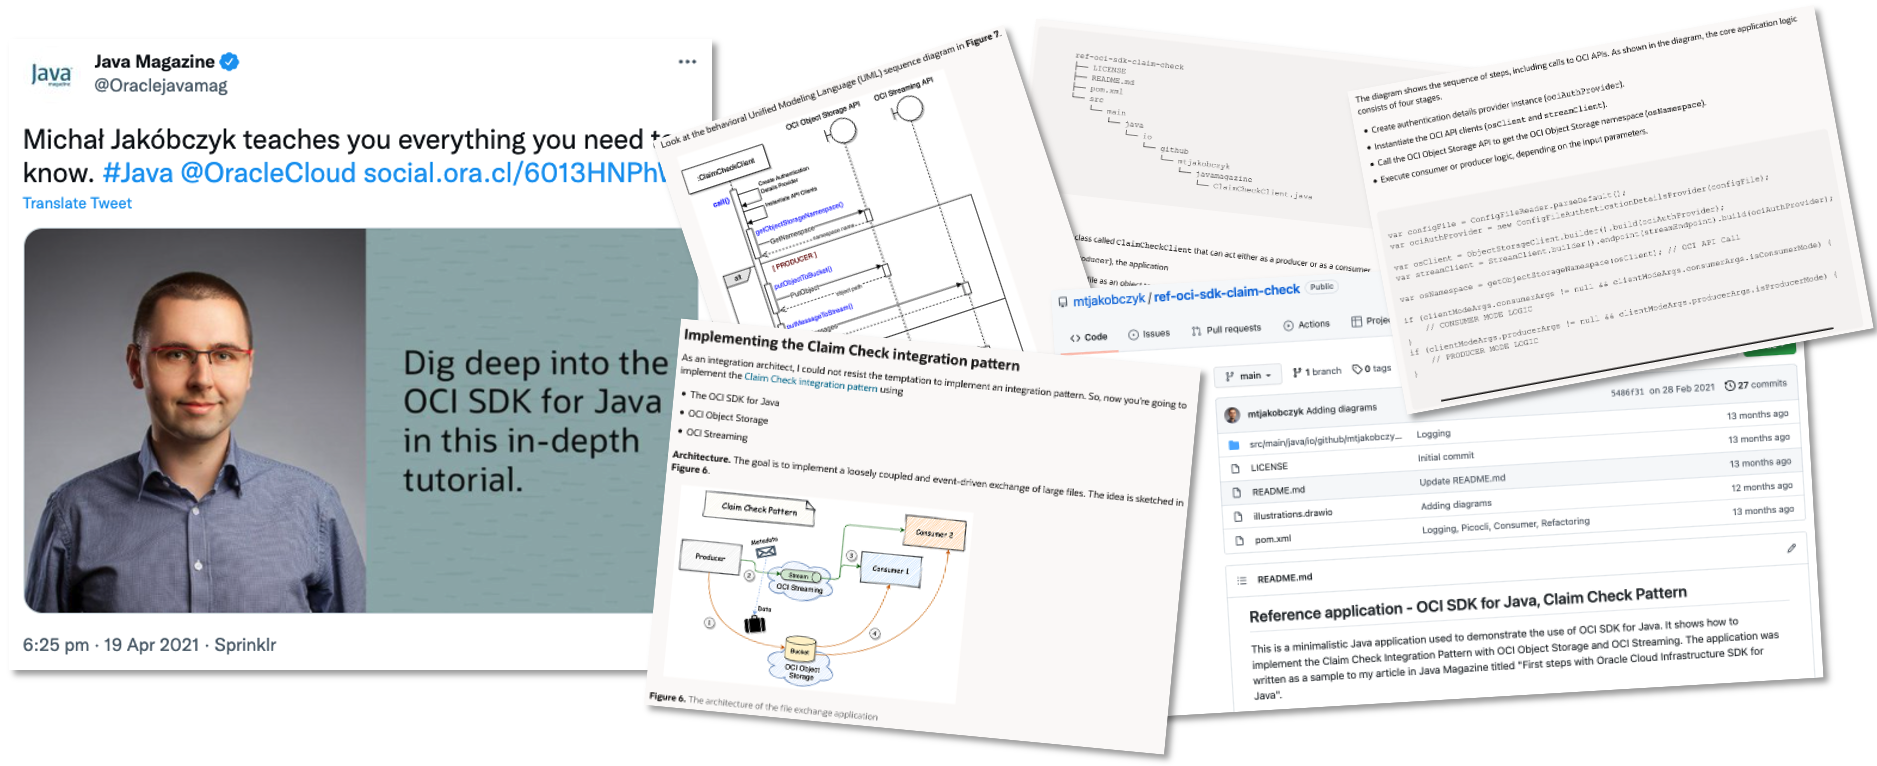 Java
magazine
Java Magazine
@Oraclejavamag
Michał Jakóbczyk teaches you everything you need to
know. #Java @OracleCloud social.ora.cl/6013HNPh
Translate Tweet
Dig deep into the
OCI SDK for Java
in this in-depth
tutorial.
6:25 pm · 19 Apr 2021 · Sprinklr
Look at the behavioral Unified Modeling Language (UML) sequence diagram in Figure 7.
OCI Object Storage API
OCI Streaming API
:ClaimCheckClient
call()
Create Authentication
Details Provider
Instantiate API Clients
getObjectStorageNamespace()
GetNamespace
namespace name
alt
[ PRODUCER ]
putObjectToBucket()
PutObject
object path
putMessageToStream()
Implementing the Claim Check integration pattern
As an integration architect, I could not resist the temptation to implement an integration pattern. So, now you're going to
implement the Claim Check integration pattern using
• The OCI SDK for Java
• OCI Object Storage
• OCI Streaming
Architecture. The goal is to implement a loosely coupled and event-driven exchange of large files. The idea is sketched in
Figure 6.
Claim Check Pattern
Producer
Metadata
2
Stream
OCI Streaming
3
Consumer 2
Consumer 1
1
Data
4
Bucket
OCI Object
Storage
Figure 6. The architecture of the file exchange application
ref-oci-sdk-claim-check
├── LICENSE
├── README.md
├── pom.xml
└── src
└── main
└── java
└── io
└── github
└── mtjakobczyk
└── javamagazine
└── ClaimCheckClient.java
class called ClaimCheckClient that can act either as a producer or as a consumer
oducer), the application
file as an object
mtjakobczyk / ref-oci-sdk-claim-check Public
Code Issues Pull requests Actions Proje
main 1 branch 0 tags
mtjakobczyk Adding diagrams 5486f31 on 28 Feb 2021 27 commits
src/main/java/io/github/mtjakobczy... Logging 13 months ago
LICENSE Initial commit 13 months ago
README.md Update README.md 13 months ago
illustrations.drawio Adding diagrams 12 months ago
pom.xml Logging, Picocli, Consumer, Refactoring 13 months ago
README.md
Reference application - OCI SDK for Java, Claim Check Pattern
This is a minimalistic Java application used to demonstrate the use of OCI SDK for Java. It shows how to
implement the Claim Check Integration Pattern with OCI Object Storage and OCI Streaming. The application was
written as a sample to my article in Java Magazine titled "First steps with Oracle Cloud Infrastructure SDK for
Java".
The diagram shows the sequence of steps, including calls to OCI APIs. As shown in the diagram, the core application logic
consists of four stages.
• Create authentication details provider instance (ociAuthProvider).
• Instantiate the OCI API clients (osClient and streamClient).
• Call the OCI Object Storage API to get the OCI Object Storage namespace (osNamespace).
• Execute consumer or producer logic, depending on the input parameters.
var configFile = ConfigFileReader.parseDefault();
var ociAuthProvider = new ConfigFileAuthenticationDetailsProvider(configFile);
var osClient = ObjectStorageClient.builder().build(ociAuthProvider);
var streamClient = StreamClient.builder().endpoint(streamEndpoint).build(ociAuthProvider);
var osNamespace = getObjectStorageNamespace(osClient); // OCI API Call
if (clientModeArgs.consumerArgs != null && clientModeArgs.consumerArgs.isConsumerMode) {
// CONSUMER MODE LOGIC
}
if (clientModeArgs.producerArgs != null && clientModeArgs.producerArgs.isProducerMode) {
// PRODUCER MODE LOGIC
}